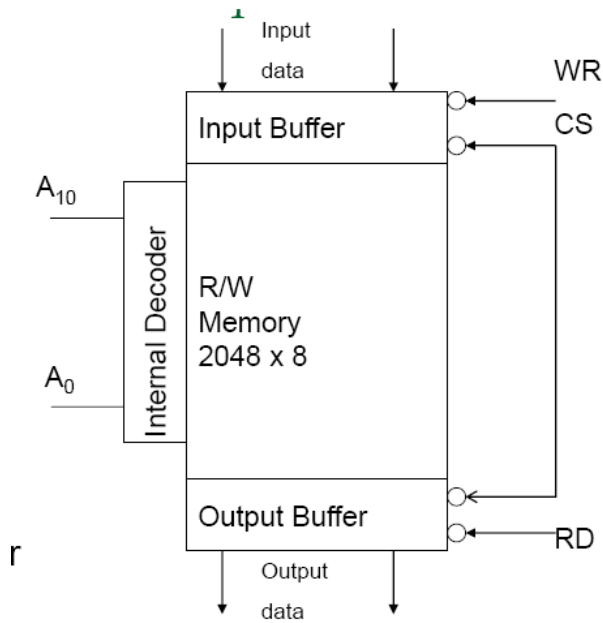 Input
data
WR
Input Buffer
CS
A₁₀
Internal Decoder
R/W
Memory
2048 x 8
A₀
Output Buffer
RD
r
Output
data